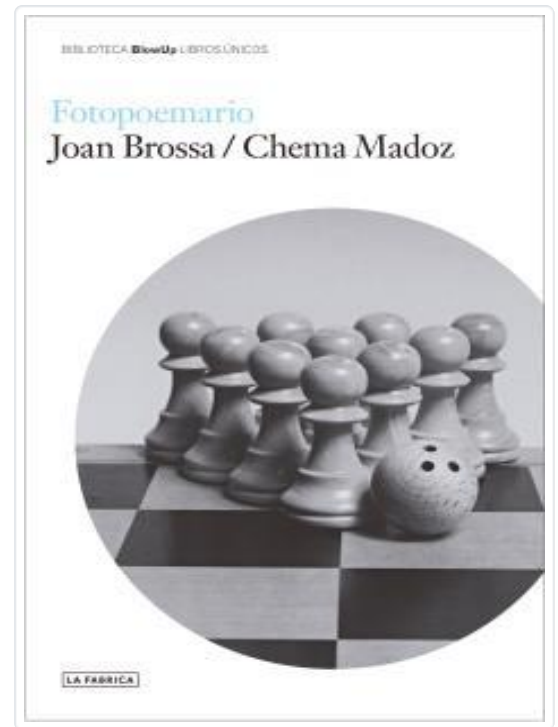 BIBLIOTECA BlowUp LIBROS ÚNICOS
Fotopoemario
Joan Brossa / Chema Madoz
LA FABRICA